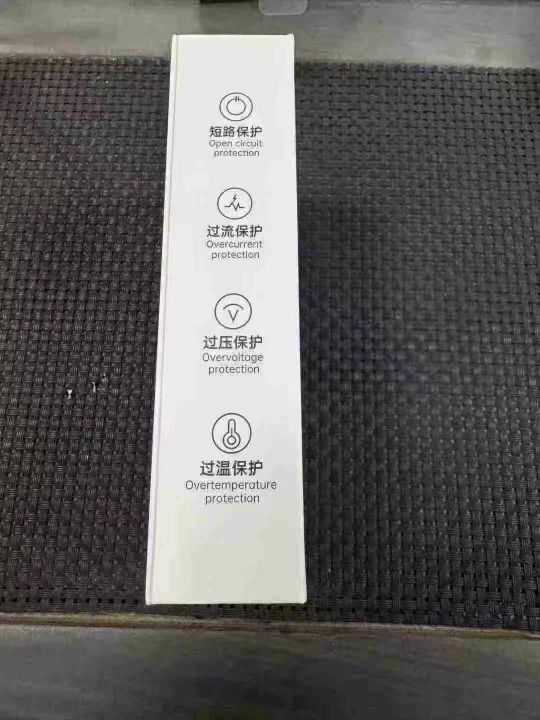 短路保护
Open circuit
protection
过流保护
Overcurrent
protection
过压保护
Overvoltage
protection
过温保护
Overtemperature
protection